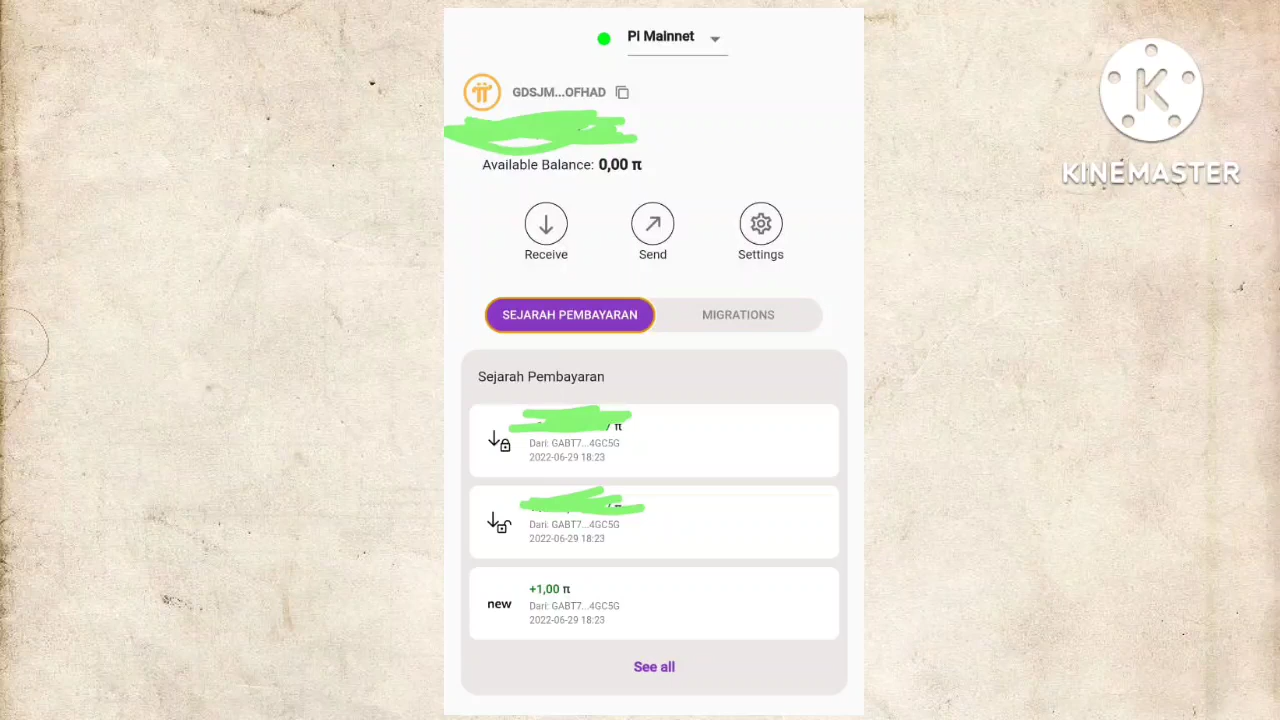 Pi Mainnet
GDSJM...OFHAD
Available Balance: 0,00 π
Receive
Send
Settings
SEJARAH PEMBAYARAN
MIGRATIONS
Sejarah Pembayaran
π
Dari: GABT7...4GC5G
2022-06-29 18:23
Dari: GABT7...4GC5G
2022-06-29 18:23
new
+1,00 π
Dari: GABT7...4GC5G
2022-06-29 18:23
See all
K
KINEMASTER